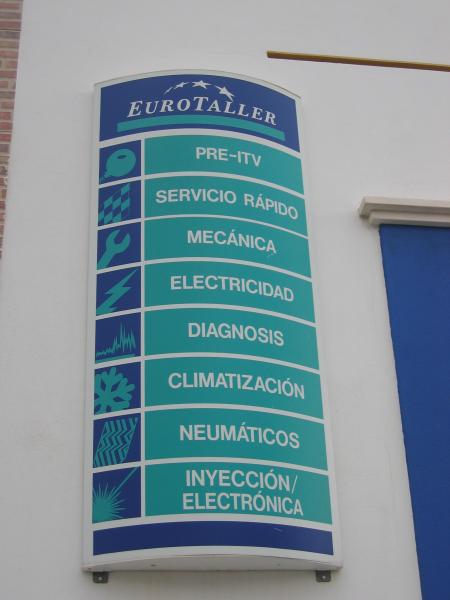 EUROTALLER
PRE-ITV
SERVICIO RÁPIDO
MECÁNICA
ELECTRICIDAD
DIAGNOSIS
CLIMATIZACIÓN
NEUMÁTICOS
INYECCIÓN/
ELECTRÓNICA